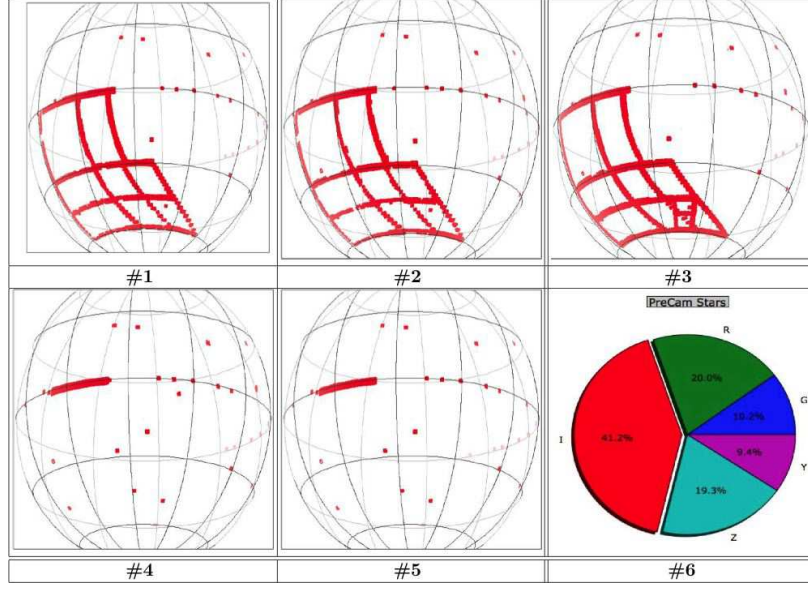 #1 #2 #3
PreCam Stars
R
20.0%
G
10.2%
I
41.2%
9.4%
Y
19.3%
Z
#4 #5 #6